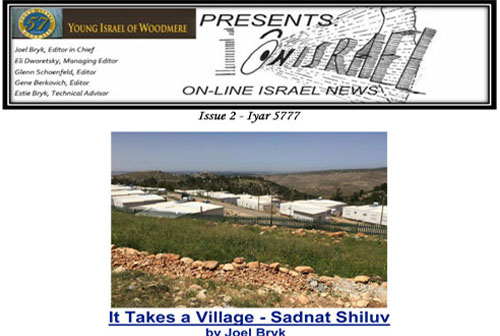 57
YOUNG ISRAEL OF WOODMERE
Joel Bryk, Editor in Chief
Eli Dworetsky, Managing Editor
Glenn Schoenfeld, Editor
Gene Berkovich, Editor
Estie Bryk, Technical Advisor
PRESENTS:
ON ISRAEL
ON-LINE ISRAEL NEWS
Issue 2 - Iyar 5777
It Takes a Village - Sadnat Shiluv
by Joel Bryk